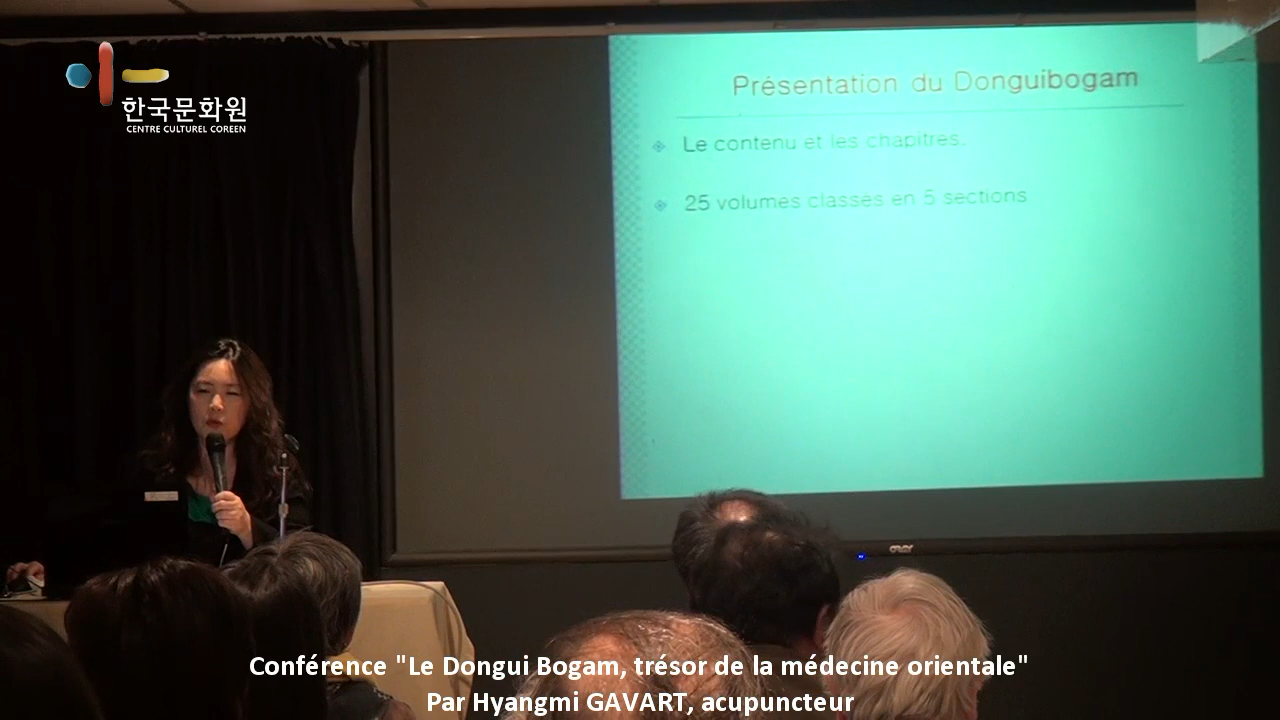 한국문화원
CENTRE CULTUREL COREEN
Présentation du Donguibogam
Le contenu et les chapitres.
25 volumes classés en 5 sections
Conférence "Le Dongui Bogam, trésor de la médecine orientale"
Par Hyangmi GAVART, acupuncteur